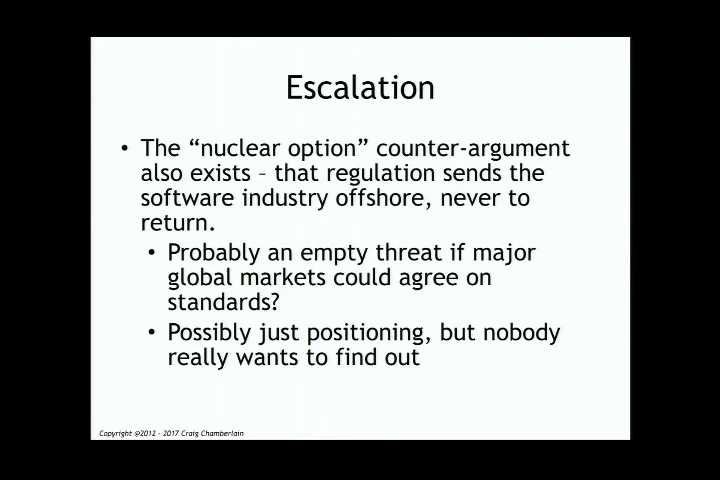 Escalation
• The “nuclear option” counter-argument
also exists – that regulation sends the
software industry offshore, never to
return.
• Probably an empty threat if major
global markets could agree on
standards?
• Possibly just positioning, but nobody
really wants to find out
Copyright @2012 - 2017 Craig Chamberlain